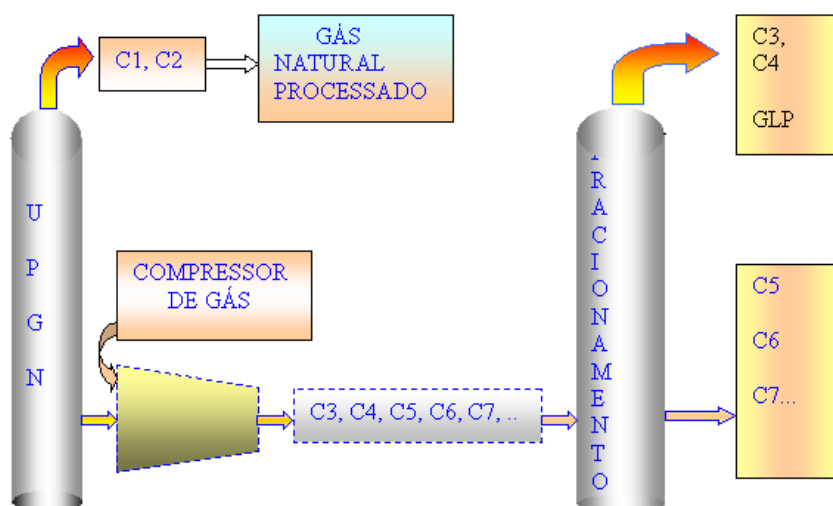 U P G N
C1, C2
GÁS
NATURAL
PROCESSADO
COMPRESSOR
DE GÁS
C3, C4, C5, C6, C7, ..
FRACIONAMENTO
C3,
C4
GLP
C5
C6
C7...